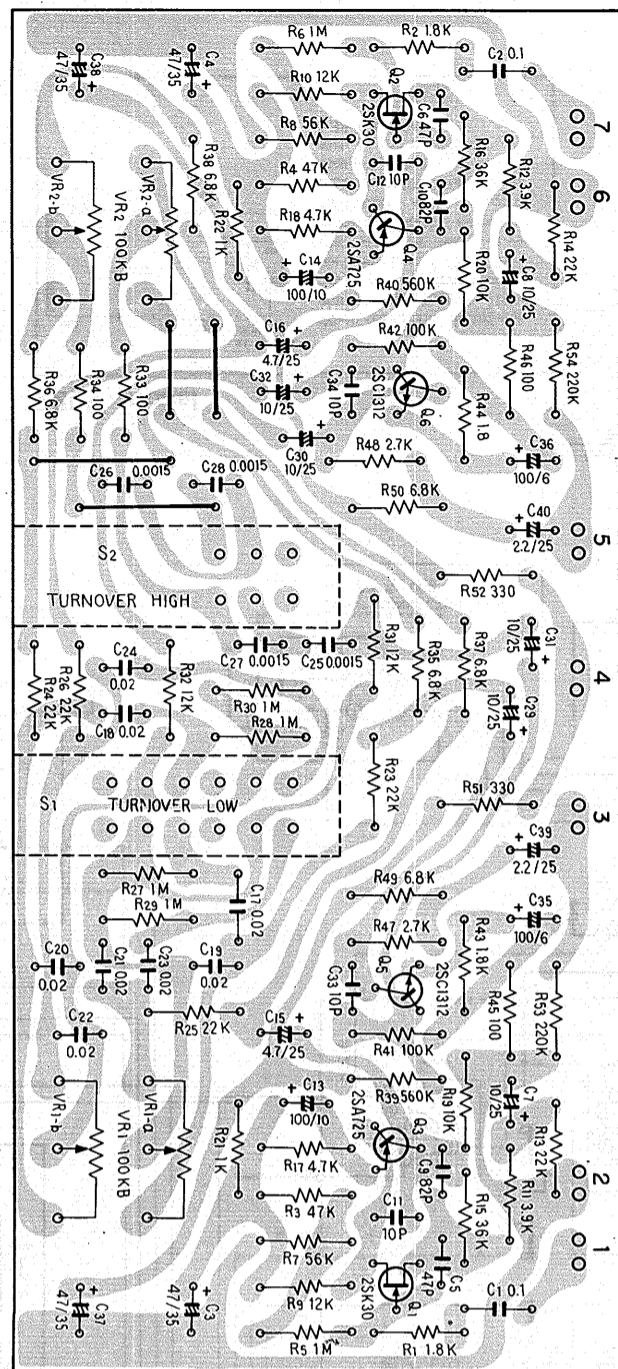 R6 1M
R2 1.8K
C2 0.1
C38
47/35
C4
47/35
R10 12K
Q2
2SK30
C6 47P
7
R8 56K
R38 6.8K
R16 36K
R12 3.9K
R4 47K
C12 10P
C10 82P
6
VR2-b
VR2 100KB
VR2-a
R22 1K
R18 4.7K
2SA725
Q4
R20 10K
R14 22K
C14
100/10
C8 10/25
R40 560K
C16
4.7/25
R42 100K
R46 100
R54 220K
R36 6.8K
R34 100
R33 100
C32
10/25
C34 10P
2SC1312
Q6
R44 1.8
C30
10/25
R48 2.7K
C36
100/6
C26 0.0015
C28 0.0015
R50 6.8K
C40
2.2/25
5
S2
TURNOVER HIGH
R52 330
R31 12K
R35 6.8K
R37 6.8K
C31
10/25
C27 0.0015
C25 0.0015
R24 22K
R26 22K
C24
0.02
R32 12K
4
R30 1M
C29
10/25
C18 0.02
R28 1M
R23 22K
S1
TURNOVER LOW
R51 330
3
C39
2.2/25
R27 1M
R49 6.8K
R29 1M
C17 0.02
C35
100/6
R47 2.7K
R43 1.8K
C20
0.02
C21 0.02
C23 0.02
C19
0.02
Q5
2SC1312
C33 10P
R45 100
R53 220K
R25 22K
C15
4.7/25
R41 100K
C22
0.02
R39 560K
VR1-b
VR1 100KB
VR1-a
C13
100/10
2SA725
R19 10K
C7
10/25
R21 1K
Q3
R17 4.7K
C9 82P
R13 22K
2
R3 47K
R15 36K
R11 3.9K
C11
10P
R7 56K
1
C5
47P
R9 12K
2SK30
Q1
C37
47/35
C3
47/35
C1 0.1
R5 1M
R1 1.8K